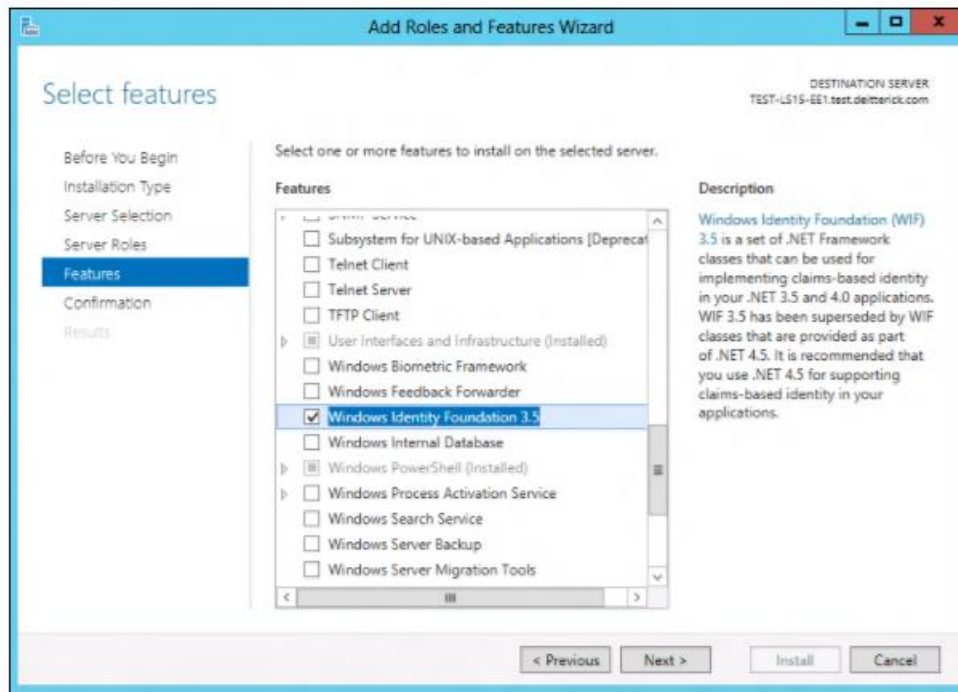 Add Roles and Features Wizard
Select features
DESTINATION SERVER
TEST-LS15-EE1.test.deitterick.com
Before You Begin
Installation Type
Server Selection
Server Roles
Features
Confirmation
Results
Select one or more features to install on the selected server.
Features
SNMP Service
Subsystem for UNIX-based Applications [Deprecat
Telnet Client
Telnet Server
TFTP Client
User Interfaces and Infrastructure (Installed)
Windows Biometric Framework
Windows Feedback Forwarder
Windows Identity Foundation 3.5
Windows Internal Database
Windows PowerShell (Installed)
Windows Process Activation Service
Windows Search Service
Windows Server Backup
Windows Server Migration Tools
Description
Windows Identity Foundation (WIF)
3.5 is a set of .NET Framework
classes that can be used for
implementing claims-based identity
in your .NET 3.5 and 4.0 applications.
WIF 3.5 has been superseded by WIF
classes that are provided as part
of .NET 4.5. It is recommended that
you use .NET 4.5 for supporting
claims-based identity in your
applications.
< Previous
Next >
Install
Cancel